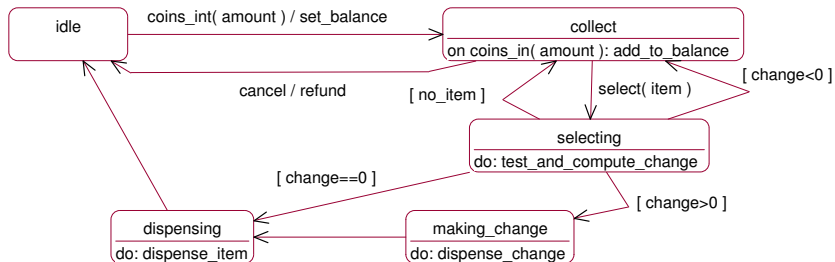 idle
coins_int( amount ) / set_balance
collect
on coins_in( amount ): add_to_balance
cancel / refund
[ no_item ]
select( item )
[ change<0 ]
selecting
do: test_and_compute_change
[ change==0 ]
[ change>0 ]
dispensing
do: dispense_item
making_change
do: dispense_change